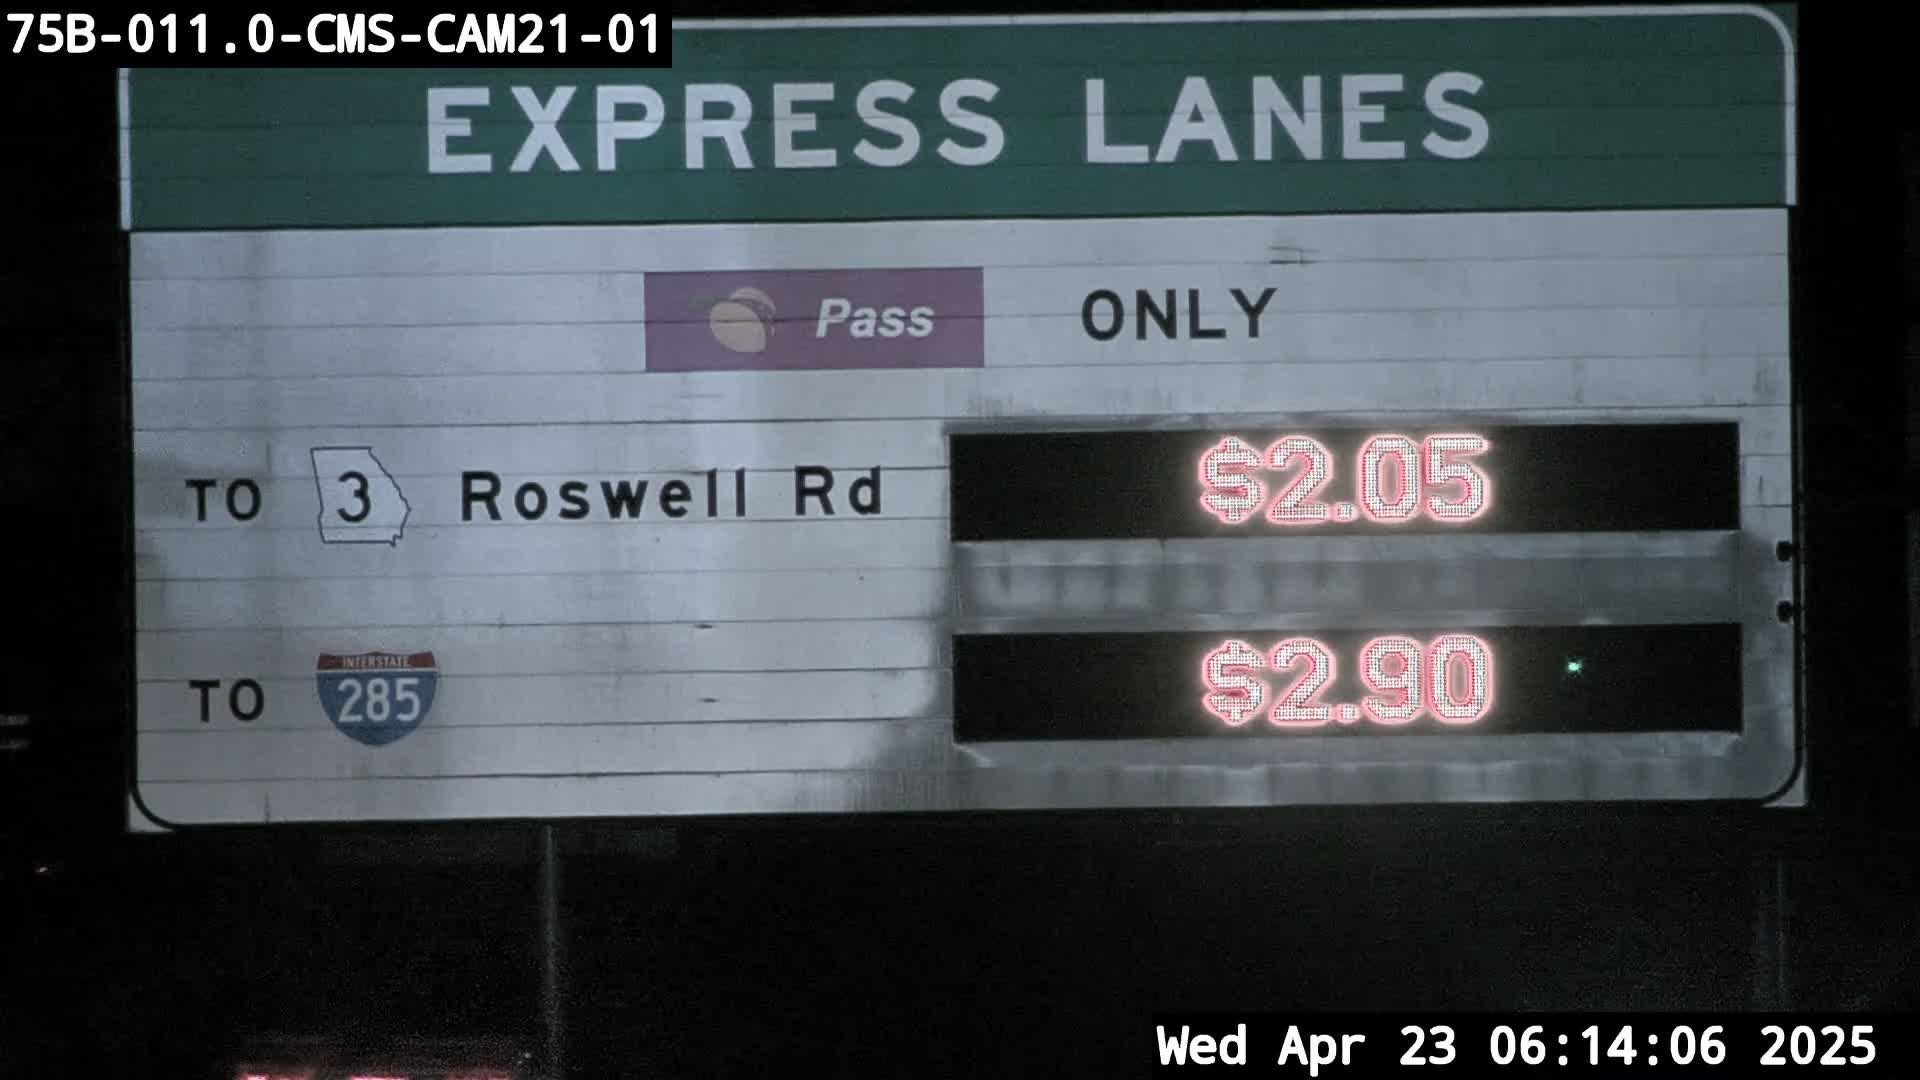 75B-011.0-CMS-CAM21-01
EXPRESS LANES
Pass ONLY
TO 3 Roswell Rd $2.05
TO INTERSTATE 285 $2.90
Wed Apr 23 06:14:06 2025